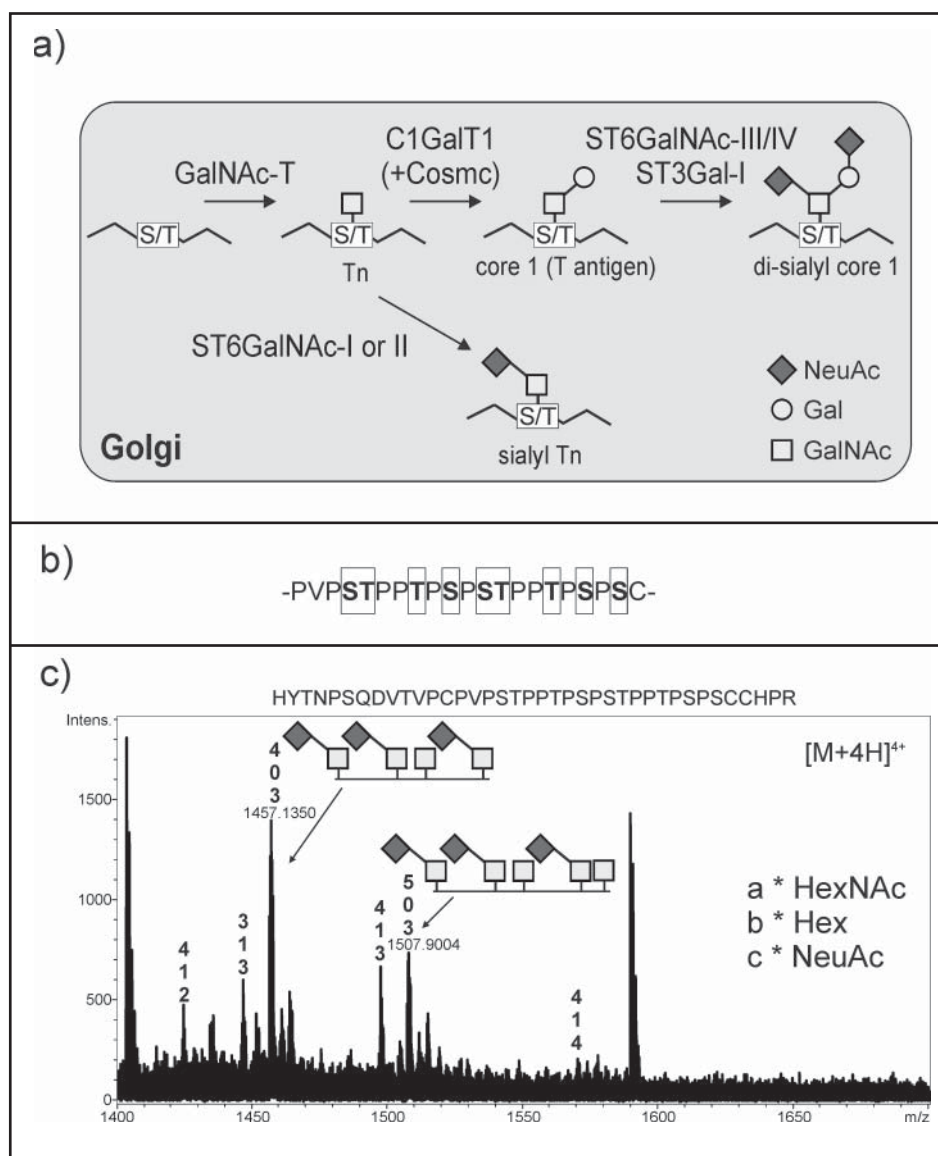 a)
C1GalT1 ST6GalNAc-III/IV
GalNAc-T (+Cosmc) ST3Gal-I
S/T S/T S/T S/T
Tn core 1 (T antigen) di-sialyl core 1
ST6GalNAc-I or II
S/T
sialyl Tn
Golgi
NeuAc
Gal
GalNAc
b)
-PVPSTPPTPSPSTPPTPSPSC-
c)
HYTNPSQDVTVPCPVPSTPPTPSPSTPPTPSPSCCHPR
Intens.
[M+4H]4+
1500
1000
500
0
4
1
2
3
1
3
4
0
3
1457.1350
4
1
3
5
0
3
1507.9004
4
1
4
a * HexNAc
b * Hex
c * NeuAc
1400 1450 1500 1550 1600 1650 m/z